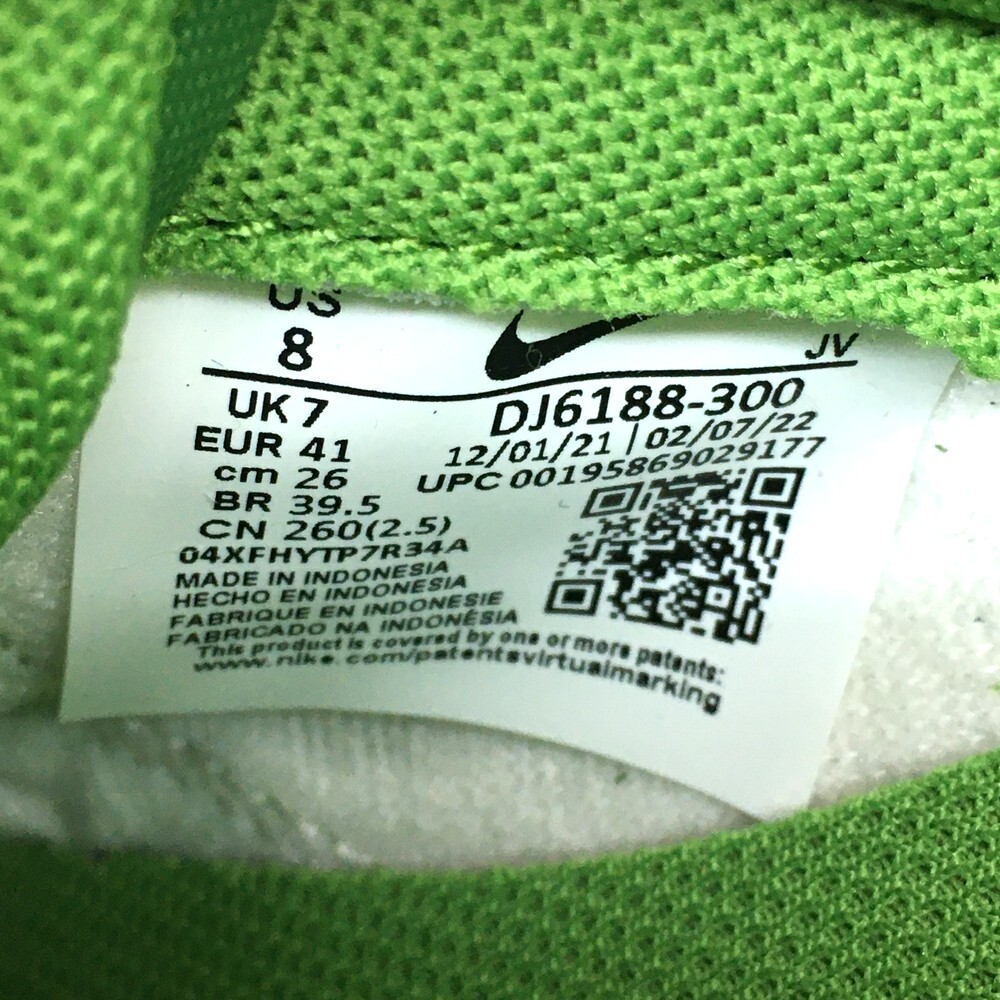 US
8
JV
UK 7
DJ6188-300
EUR 41
12/01/21 | 02/07/22
cm 26
UPC 00195869029177
BR 39.5
CN 260(2.5)
04XFHYTP7R34A
MADE IN INDONESIA
HECHO EN INDONESIA
FABRIQUE EN INDONESIE
FABRICADO NA INDONÉSIA
This product is covered by one or more patents:
www.nike.com/patentsvirtualmarking